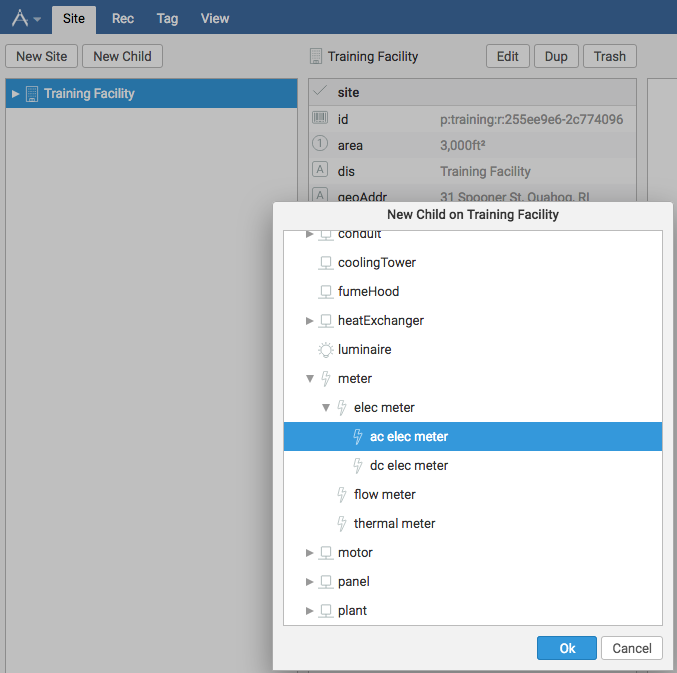 Site Rec Tag View
New Site New Child
Training Facility
Edit Dup Trash
Training Facility
site
id p:training:r:255ee9e6-2c774096
area 3,000ft²
dis Training Facility
geoAddr 31 Spooner St, Quahog, RI
New Child on Training Facility
conduit
coolingTower
fumeHood
heatExchanger
luminaire
meter
elec meter
ac elec meter
dc elec meter
flow meter
thermal meter
motor
panel
plant
Ok Cancel